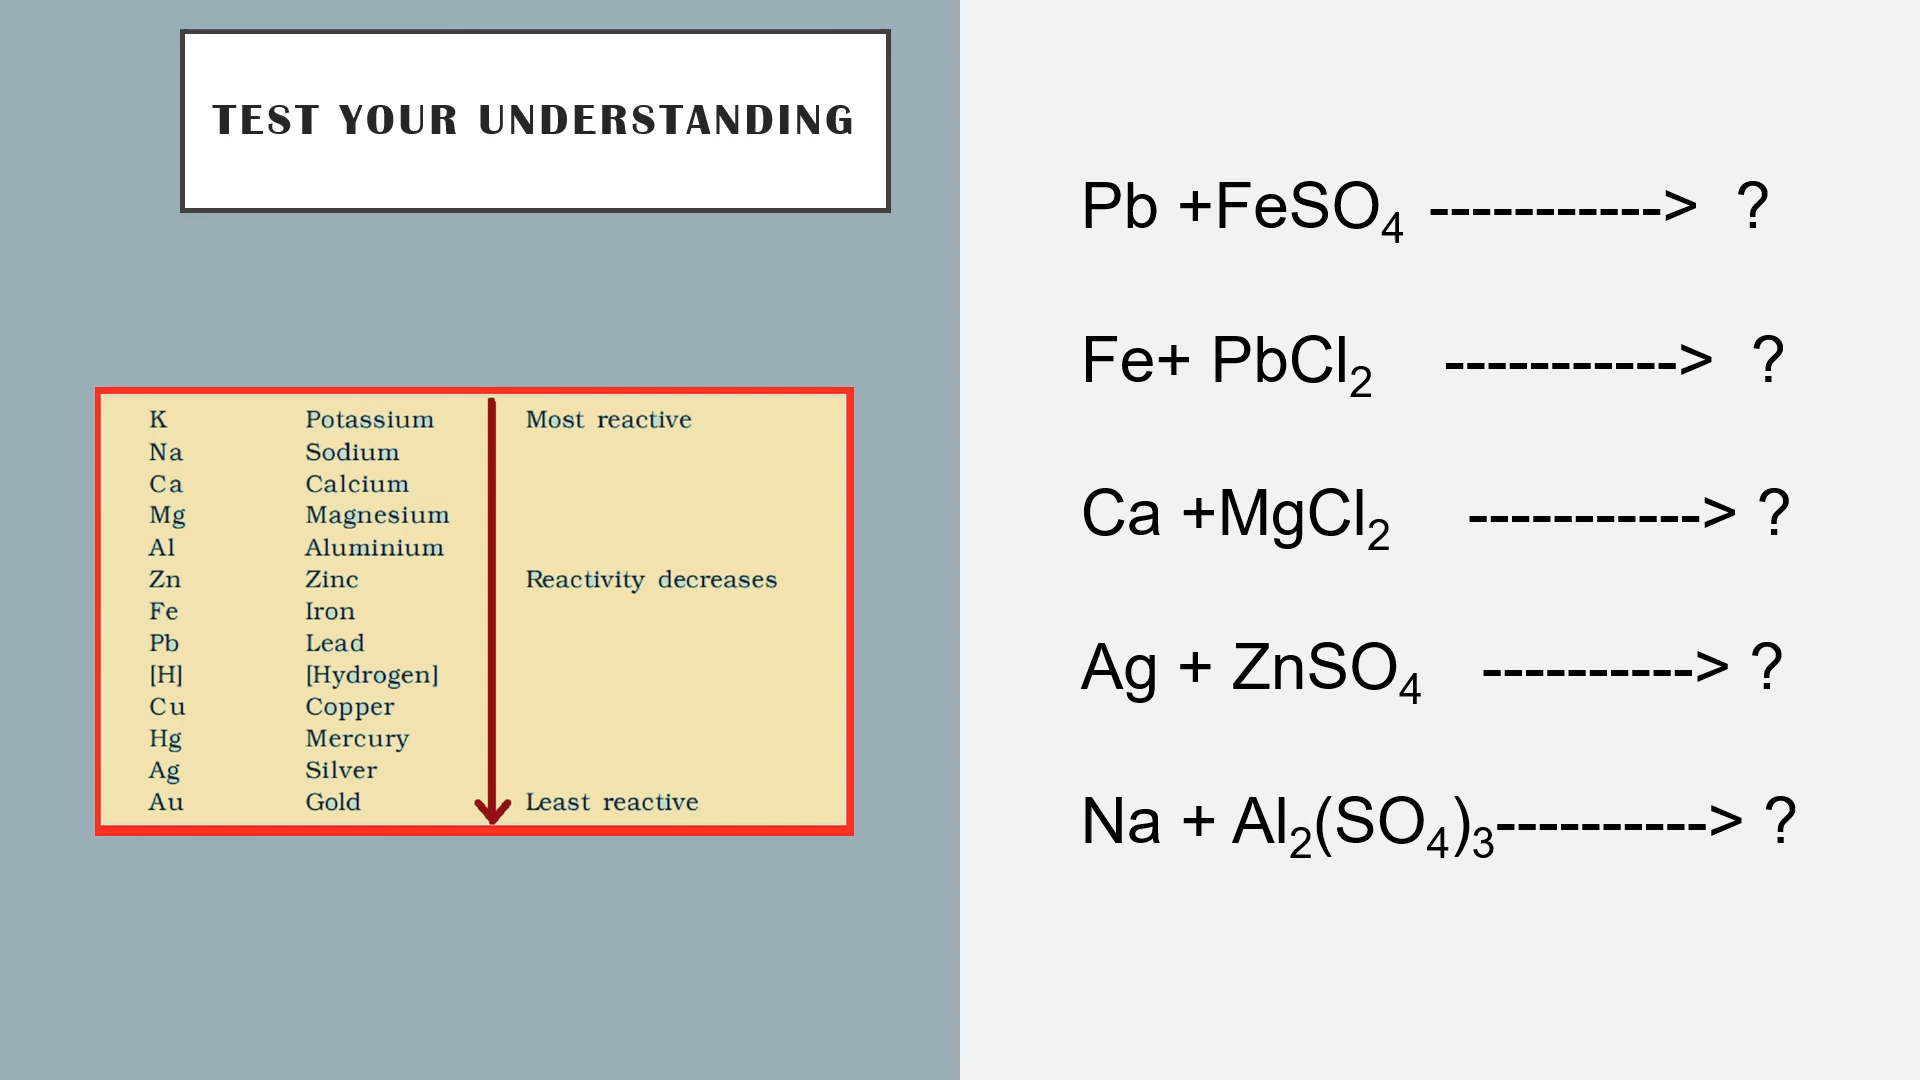 TEST YOUR UNDERSTANDING
K Potassium Most reactive
Na Sodium
Ca Calcium
Mg Magnesium
Al Aluminium
Zn Zinc Reactivity decreases
Fe Iron
Pb Lead
[H] [Hydrogen]
Cu Copper
Hg Mercury
Ag Silver
Au Gold Least reactive
Pb +FeSO₄ -----------> ?
Fe+ PbCl₂ -----------> ?
Ca +MgCl₂ -----------> ?
Ag + ZnSO₄ ----------> ?
Na + Al₂(SO₄)₃----------> ?